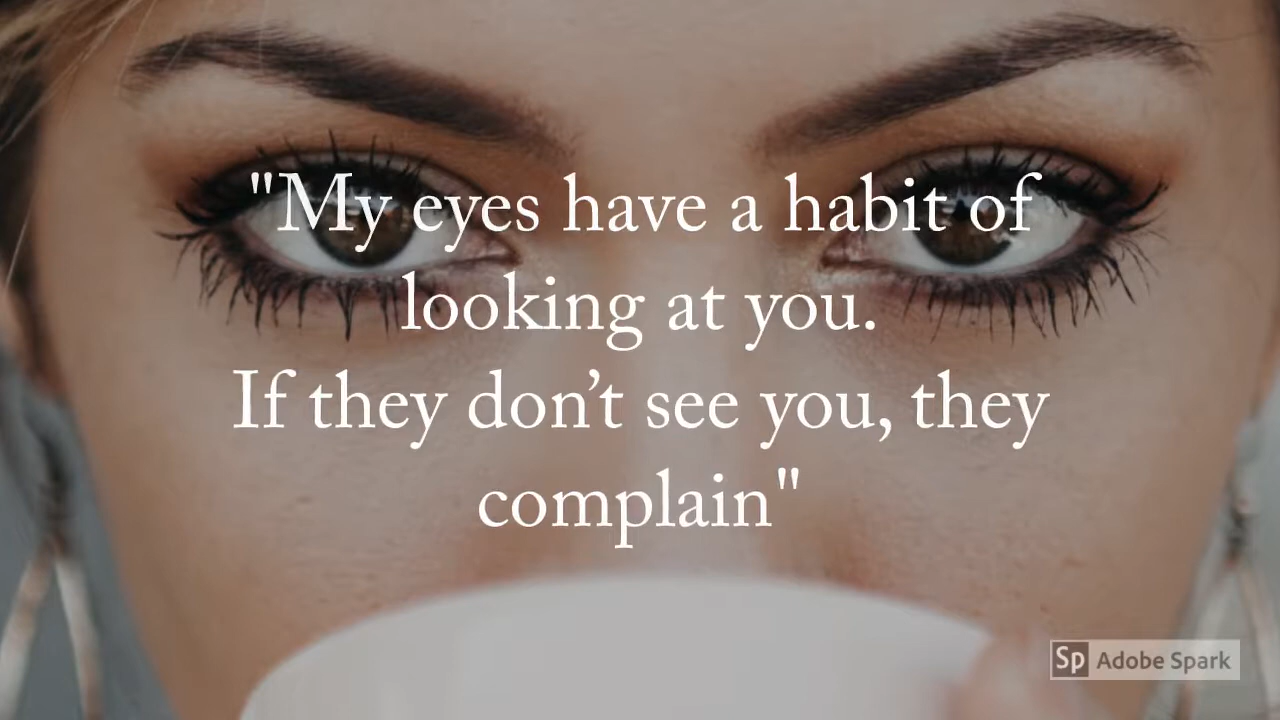 "My eyes have a habit of
looking at you.
If they don’t see you, they
complain"
Sp Adobe Spark